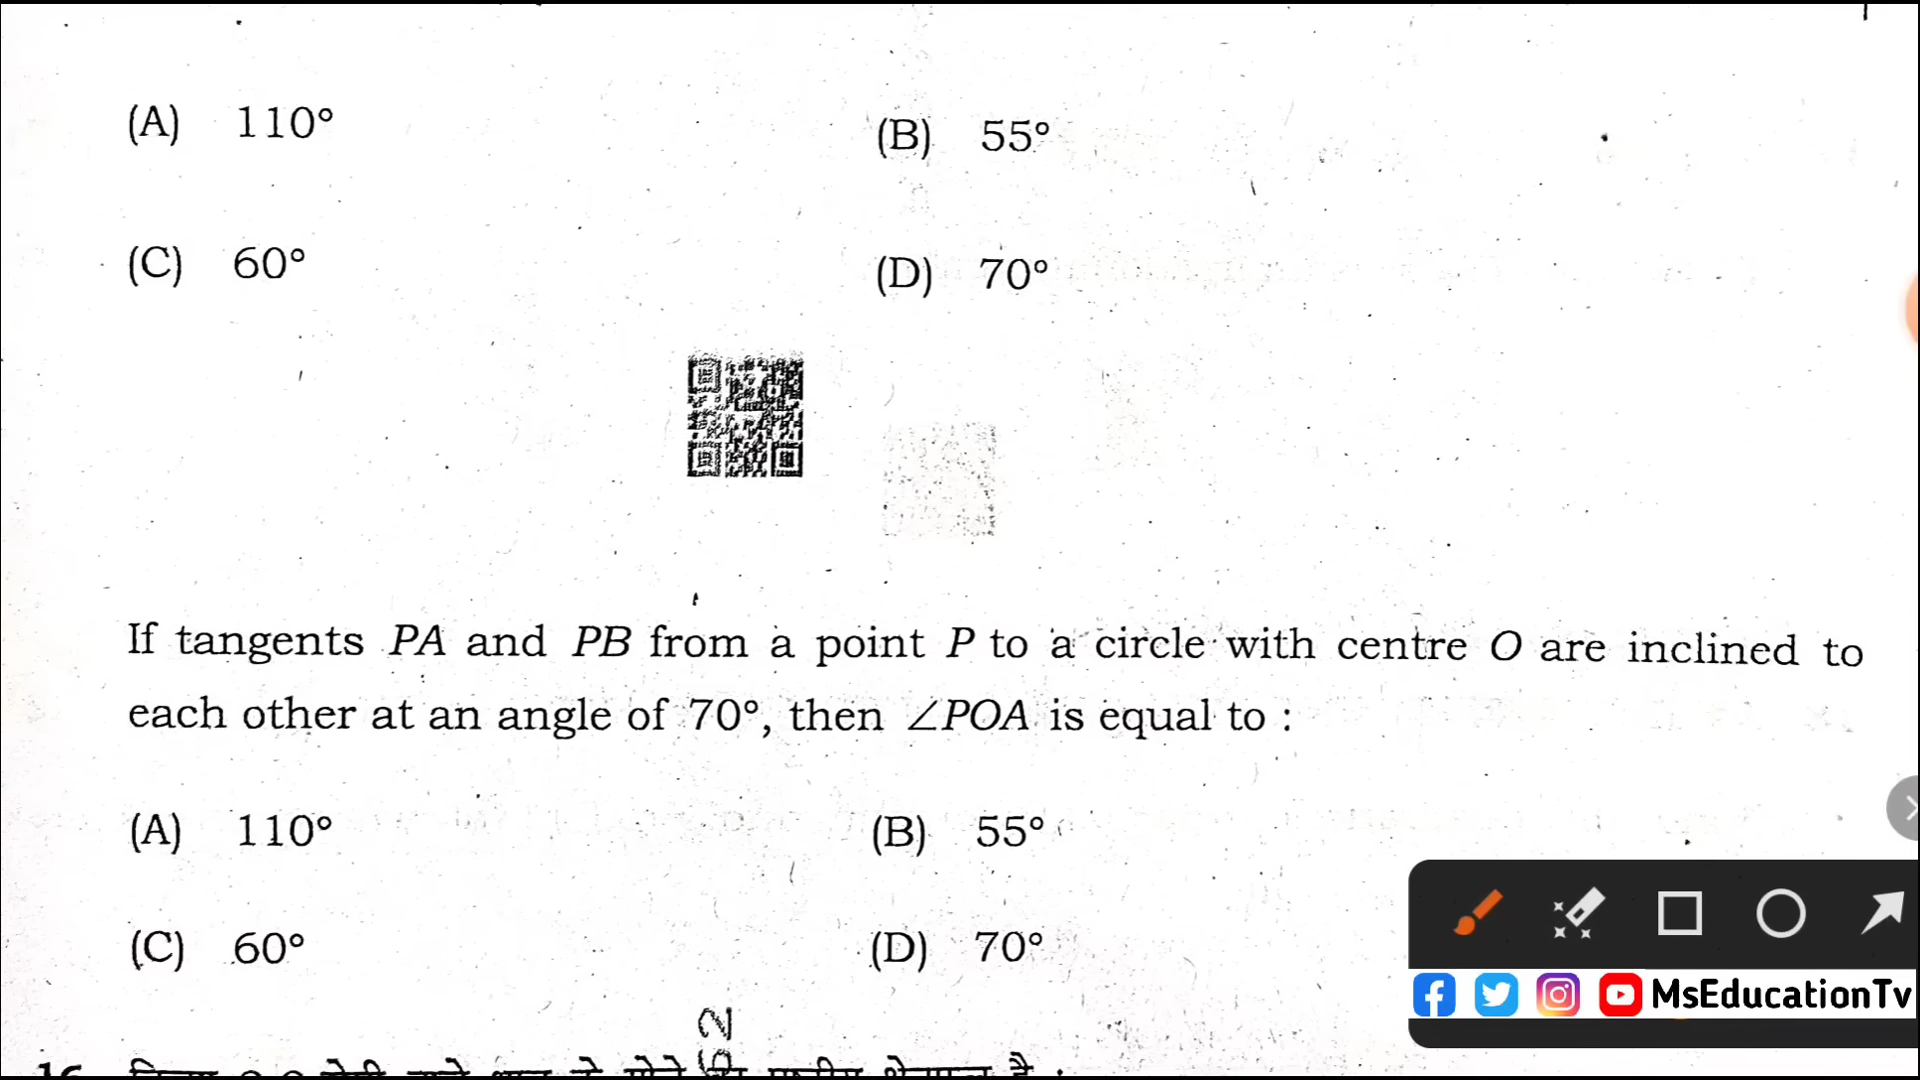 (A) 110° (B) 55°
(C) 60° (D) 70°
If tangents PA and PB from a point P to a circle with centre O are inclined to
each other at an angle of 70°, then ∠POA is equal to :
(A) 110° (B) 55°
(C) 60° (D) 70°
MsEducationTv